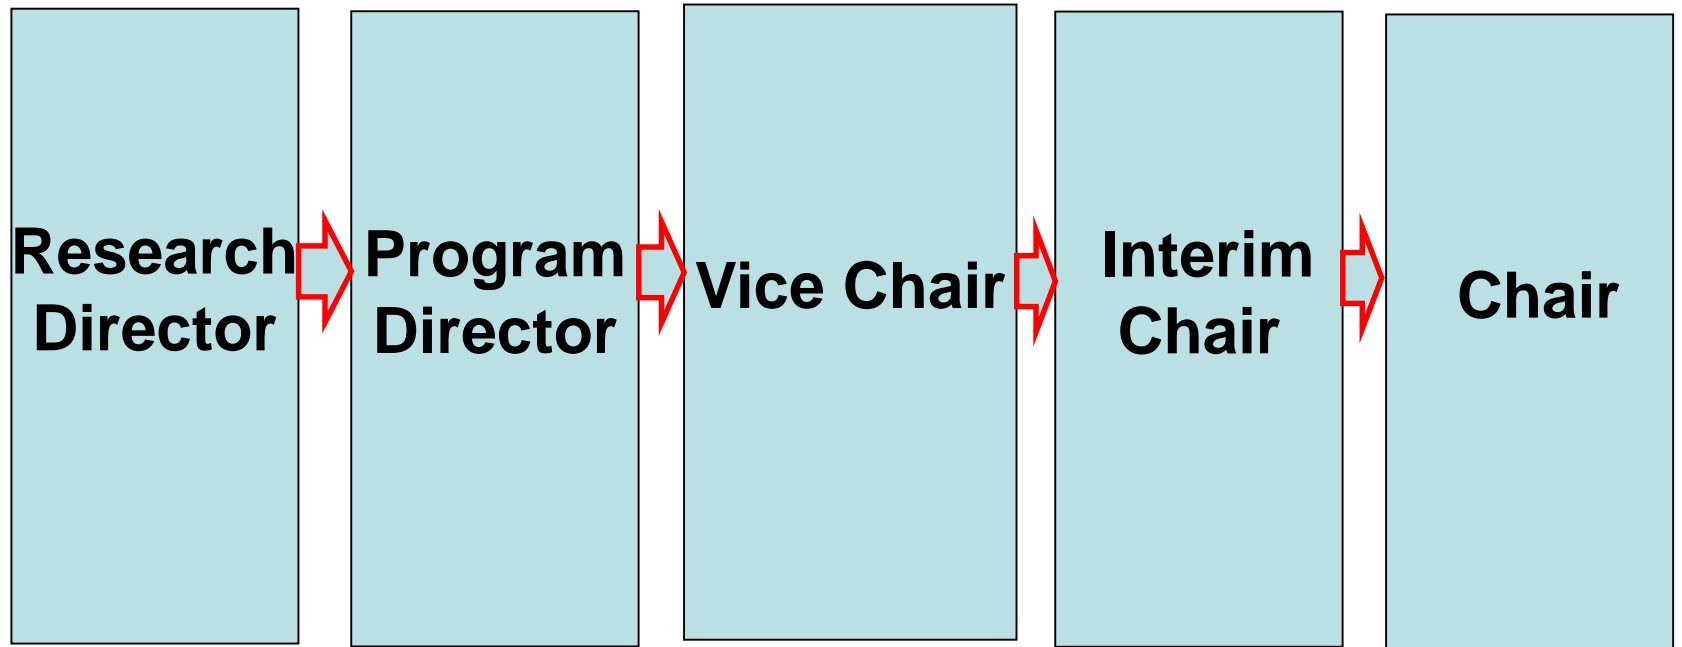 Research
Director
Program
Director
Vice Chair
Interim
Chair
Chair